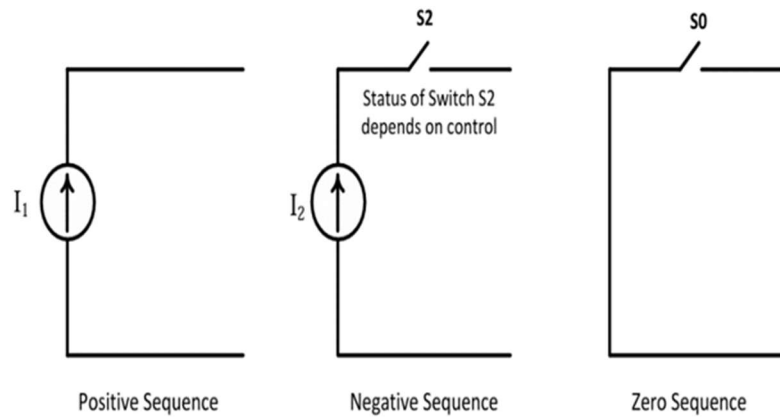 S2
S0
Status of Switch S2
depends on control
I1
I2
Positive Sequence
Negative Sequence
Zero Sequence